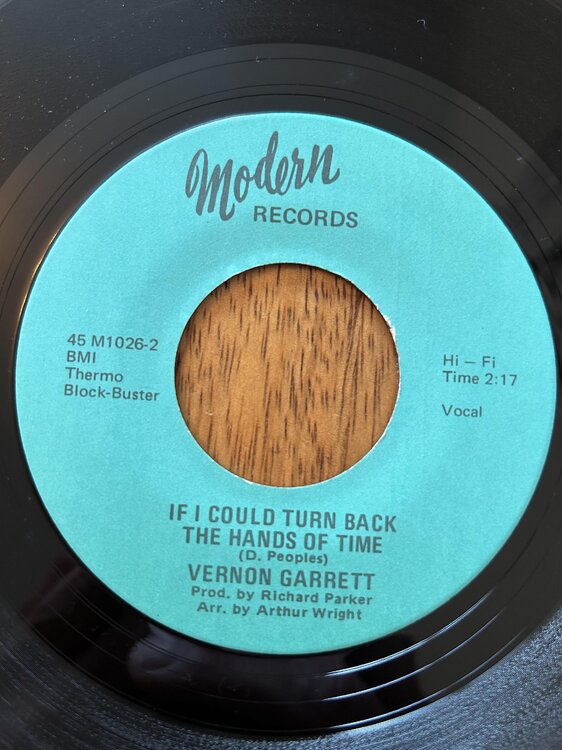 Modern
RECORDS
45 M1026-2
BMI
Thermo
Block-Buster
Hi – Fi
Time 2:17
Vocal
IF I COULD TURN BACK
THE HANDS OF TIME
(D. Peoples)
VERNON GARRETT
Prod. by Richard Parker
Arr. by Arthur Wright